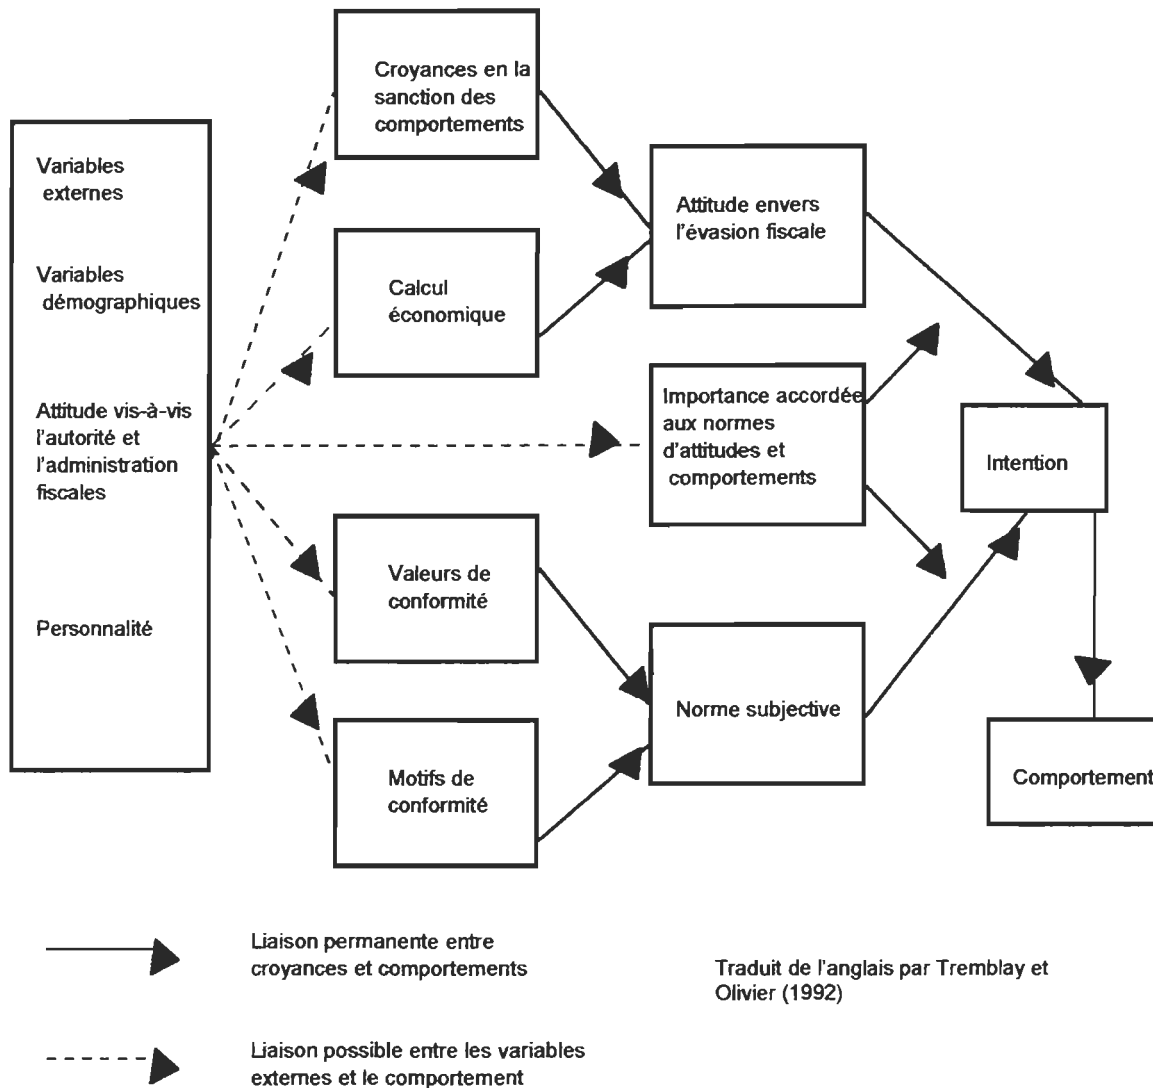 Variables
externes
Variables
démographiques
Attitude vis-à-vis
l'autorité et
l'administration
fiscales
Personnalité
Croyances en la
sanction des
comportements
Calcul
économique
Valeurs de
conformité
Motifs de
conformité
Attitude envers
l'évasion fiscale
Importance accordée
aux normes
d'attitudes et
comportements
Norme subjective
Intention
Comportement
Liaison permanente entre
croyances et comportements
Traduit de l'anglais par Tremblay et
Olivier (1992)
Liaison possible entre les variables
externes et le comportement